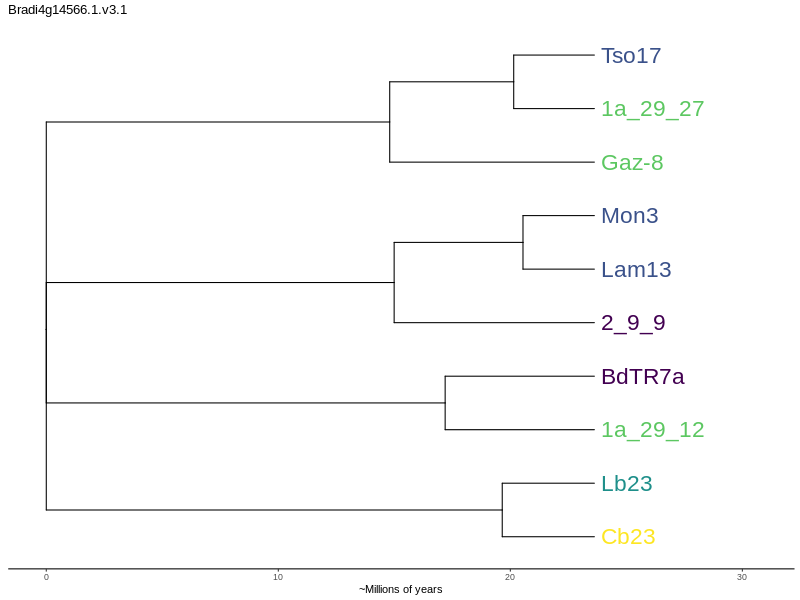 Bradi4g14566.1.v3.1
Tso17
1a_29_27
Gaz-8
Mon3
Lam13
2_9_9
BdTR7a
1a_29_12
Lb23
Cb23
0 10 20 30
~Millions of years